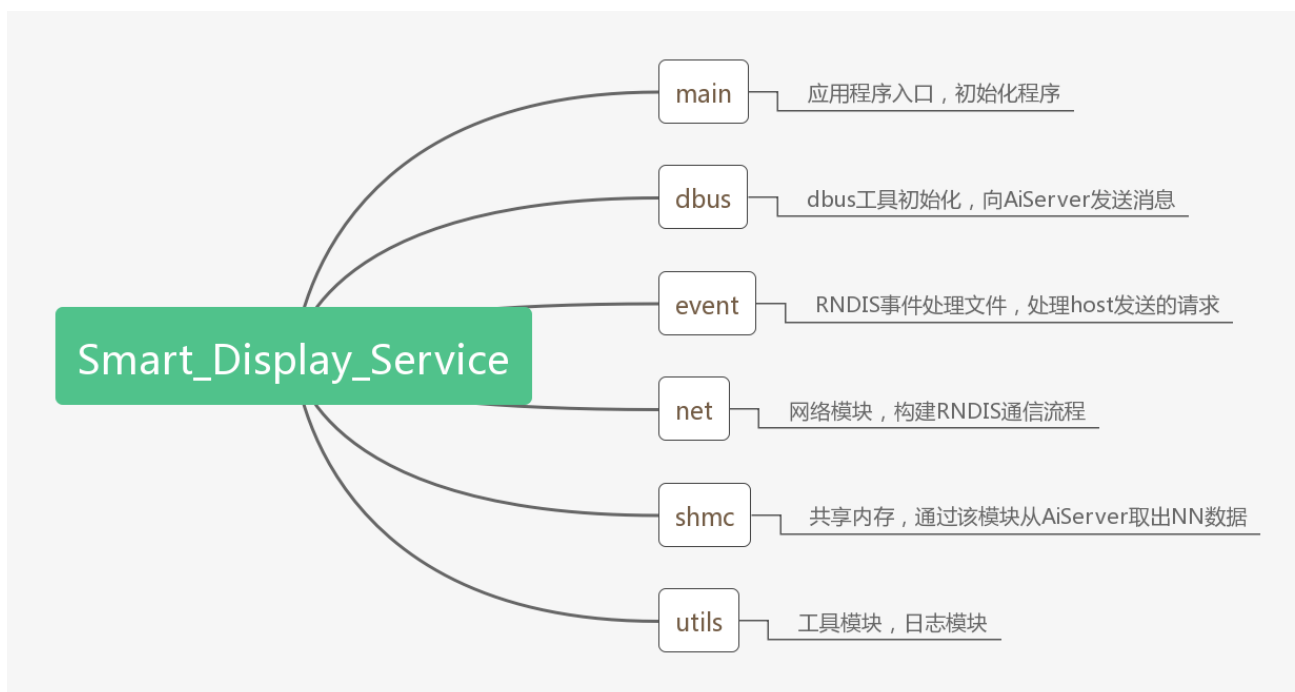 main
应用程序入口，初始化程序
dbus
dbus工具初始化，向AiServer发送消息
event
RNDIS事件处理文件，处理host发送的请求
Smart_Display_Service
net
网络模块，构建RNDIS通信流程
shmc
共享内存，通过该模块从AiServer取出NN数据
utils
工具模块，日志模块